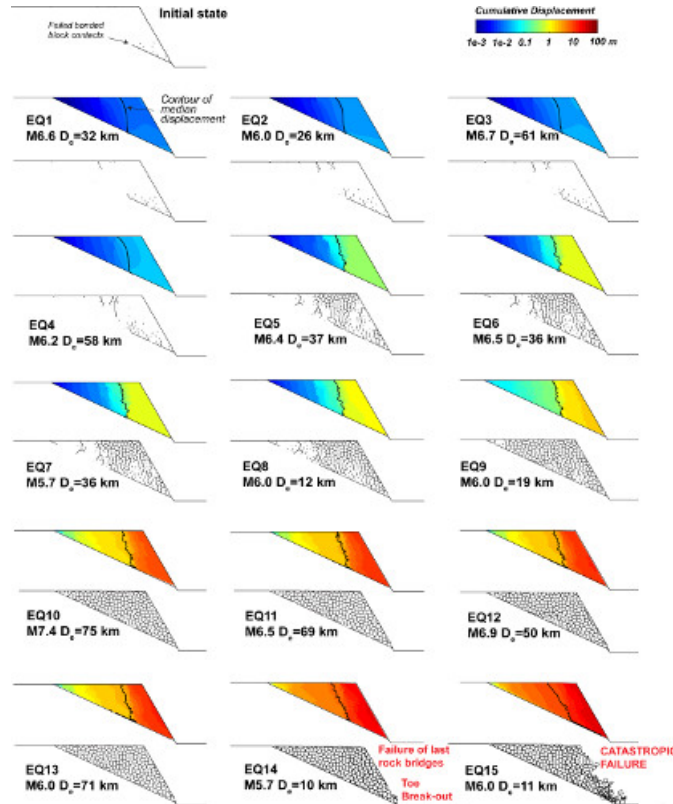 Initial state
Failed bonded
block contacts
Cumulative Displacement
1e-3 1e-2 0.1 1 10 100 m
Contour of
median
displacement
EQ1
M6.6 De=32 km
EQ2
M6.0 De=26 km
EQ3
M6.7 De=61 km
EQ4
M6.2 De=58 km
EQ5
M6.4 De=37 km
EQ6
M6.5 De=36 km
EQ7
M5.7 De=36 km
EQ8
M6.0 De=12 km
EQ9
M6.0 De=19 km
EQ10
M7.4 De=75 km
EQ11
M6.5 De=69 km
EQ12
M6.9 De=50 km
EQ13
M6.0 De=71 km
Failure of last
rock bridges
EQ14
M5.7 De=10 km
Toe
Break-out
CATASTROPIC
FAILURE
EQ15
M6.0 De=11 km